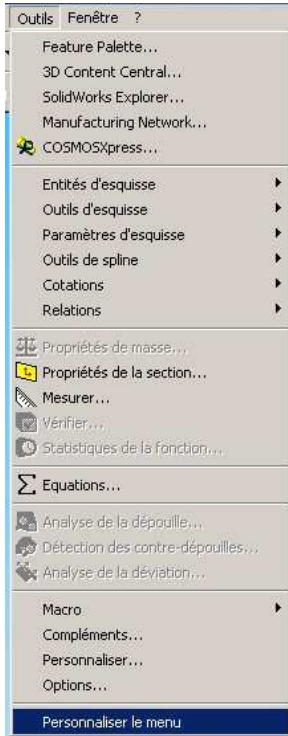 Outils Fenêtre ?
Feature Palette...
3D Content Central...
SolidWorks Explorer...
Manufacturing Network...
COSMOSXpress...
Entités d'esquisse
Outils d'esquisse
Paramètres d'esquisse
Outils de spline
Cotations
Relations
Propriétés de masse...
Propriétés de la section...
Mesurer...
Vérifier...
Statistiques de la fonction...
Equations...
Analyse de la dépouille...
Détection des contre-dépouilles...
Analyse de la déviation...
Macro
Compléments...
Personnaliser...
Options...
Personnaliser le menu